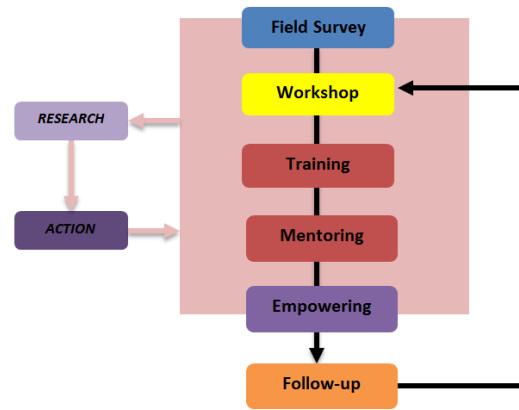 Field Survey
Workshop
RESEARCH
Training
ACTION
Mentoring
Empowering
Follow-up